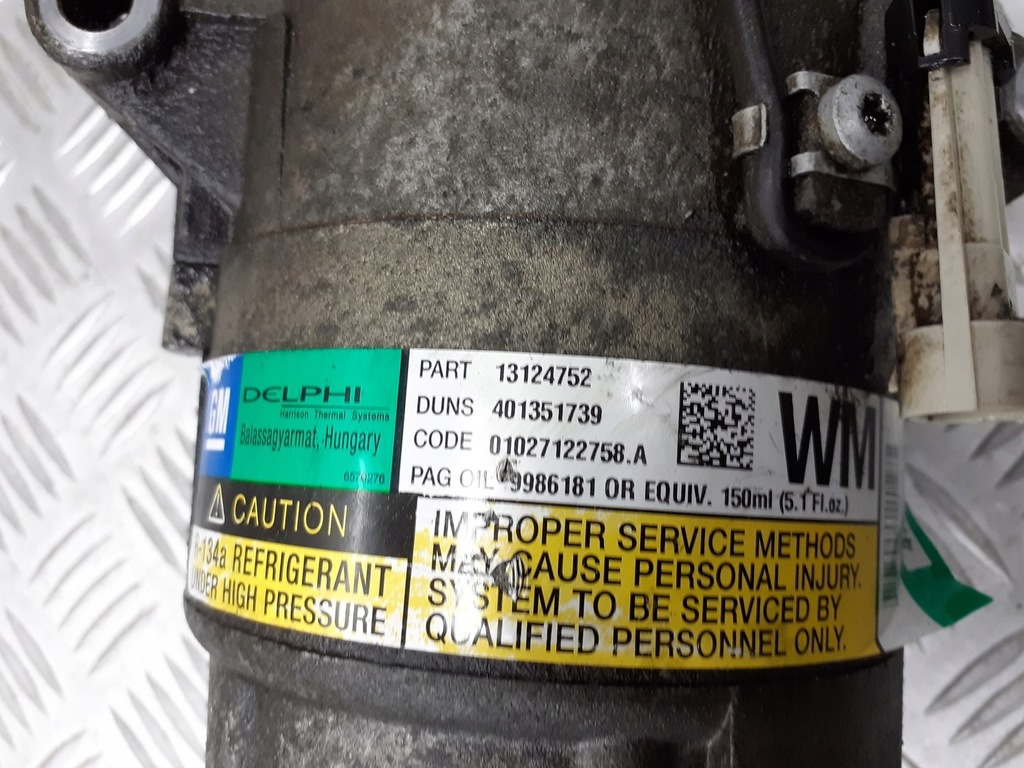 GM
DELPHI
Harrison Thermal Systems
Balassagyarmat, Hungary
6570276
PART 13124752
DUNS 401351739
CODE 01027122758.A
PAG OIL 9986181 OR EQUIV. 150ml (5.1 Fl.oz.)
WM
CAUTION
R-134a REFRIGERANT
UNDER HIGH PRESSURE
IMPROPER SERVICE METHODS
MAY CAUSE PERSONAL INJURY.
SYSTEM TO BE SERVICED BY
QUALIFIED PERSONNEL ONLY.